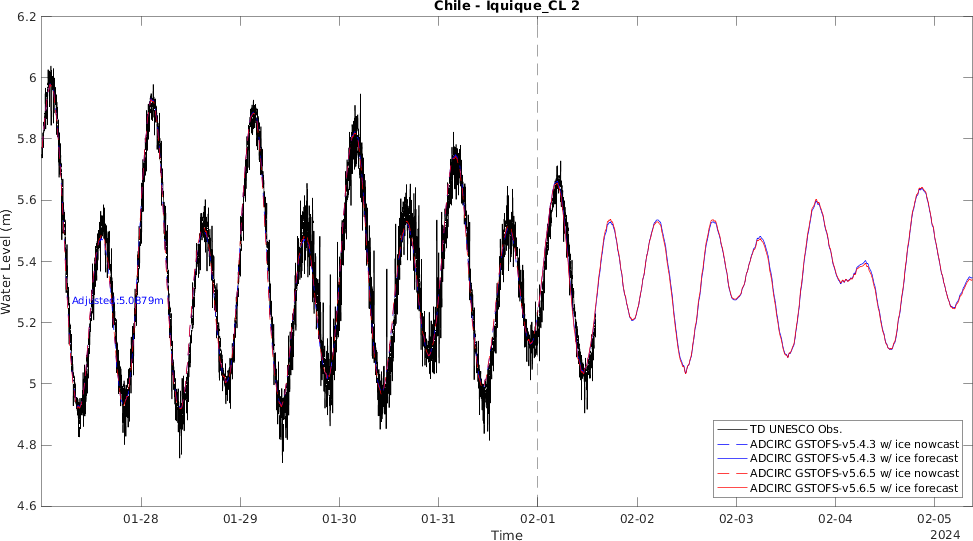 Chile - Iquique_CL 2
6.2
6
5.8
5.6
5.4
5.2
5
4.8
4.6
Water Level (m)
Adjusted:5.0879m
TD UNESCO Obs.
ADCIRC GSTOFS-v5.4.3 w/ ice nowcast
ADCIRC GSTOFS-v5.4.3 w/ ice forecast
ADCIRC GSTOFS-v5.6.5 w/ ice nowcast
ADCIRC GSTOFS-v5.6.5 w/ ice forecast
01-28 01-29 01-30 01-31 02-01 02-02 02-03 02-04 02-05
2024
Time